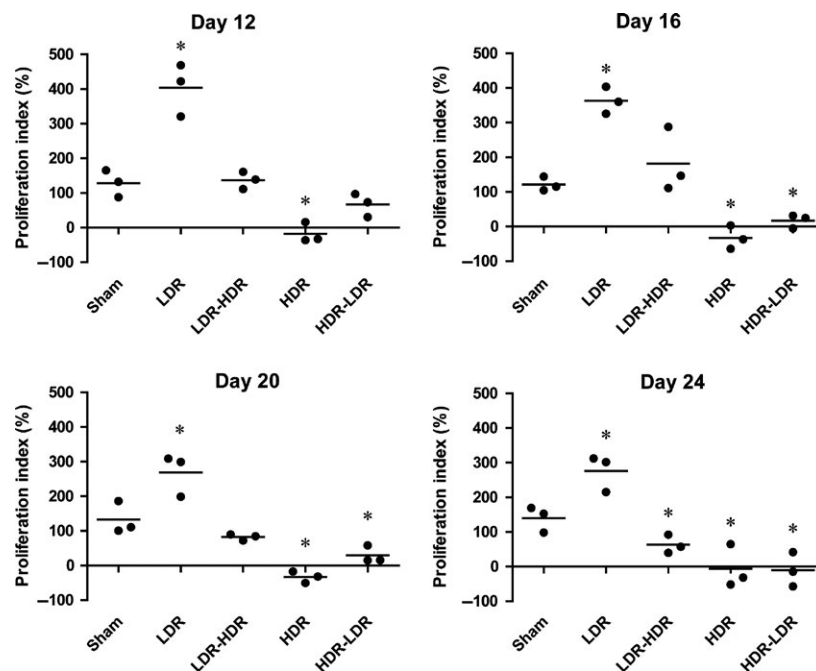 Day 12
*
500
400
300
200
100
0
–100
Proliferation index (%)
*
Sham
LDR
LDR-HDR
HDR
HDR-LDR
Day 16
500
400
300
200
100
0
–100
Proliferation index (%)
*
*
*
Sham
LDR
LDR-HDR
HDR
HDR-LDR
Day 20
500
400
300
200
100
0
–100
Proliferation index (%)
*
*
*
Sham
LDR
LDR-HDR
HDR
HDR-LDR
Day 24
500
400
300
200
100
0
–100
Proliferation index (%)
*
*
*
*
Sham
LDR
LDR-HDR
HDR
HDR-LDR